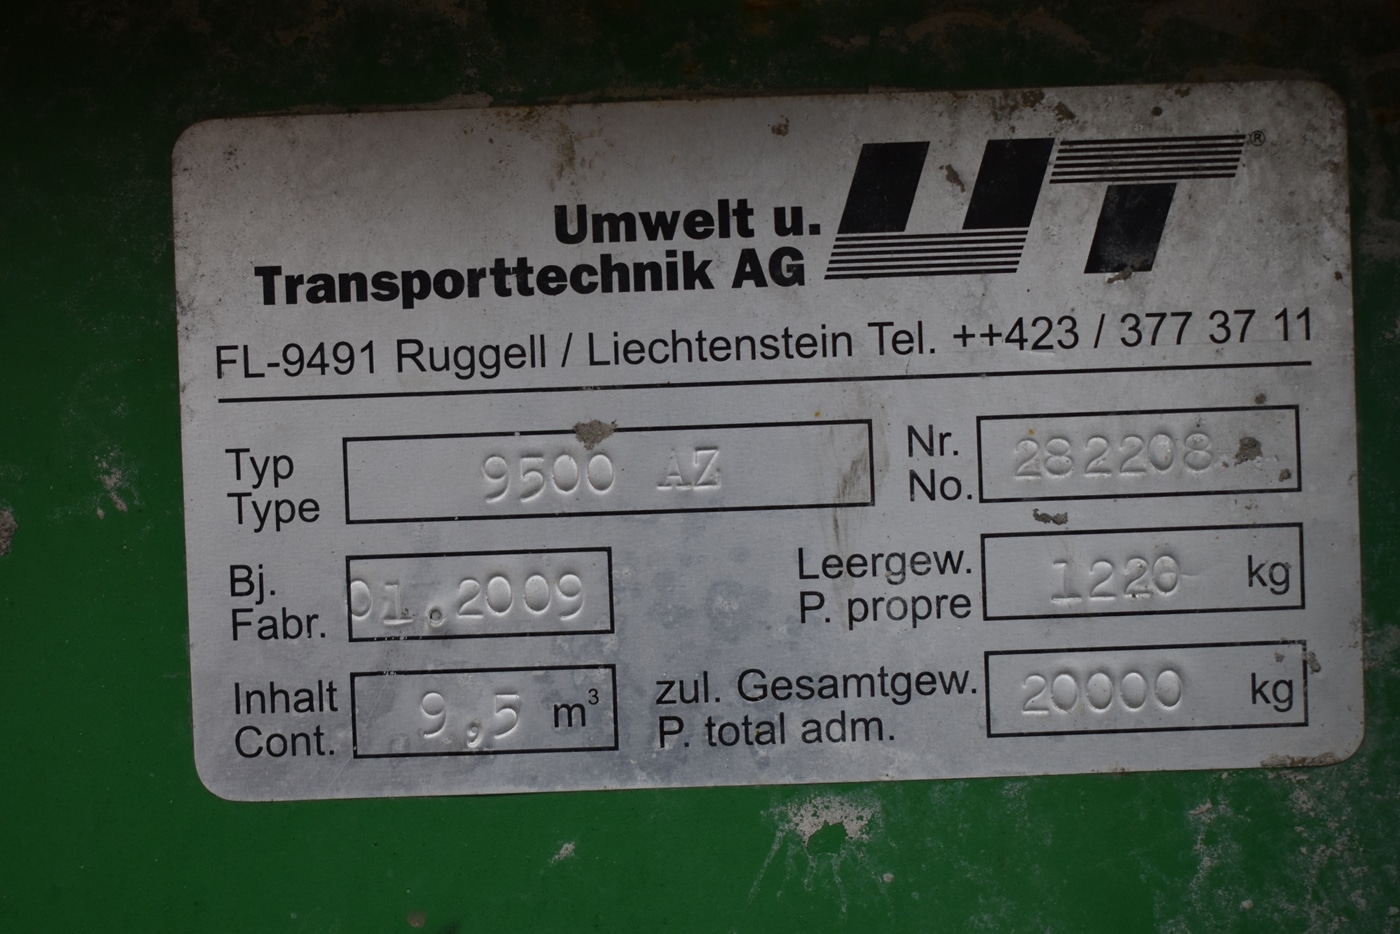 UT®
Umwelt u.
Transporttechnik AG
FL-9491 Ruggell / Liechtenstein Tel. ++423 / 377 37 11
Typ
Type
9500 AZ
Nr.
No.
282208
Bj.
Fabr.
01.2009
Leergew.
P. propre
1220 kg
Inhalt
Cont.
9,5 m³
zul. Gesamtgew.
P. total adm.
20000 kg